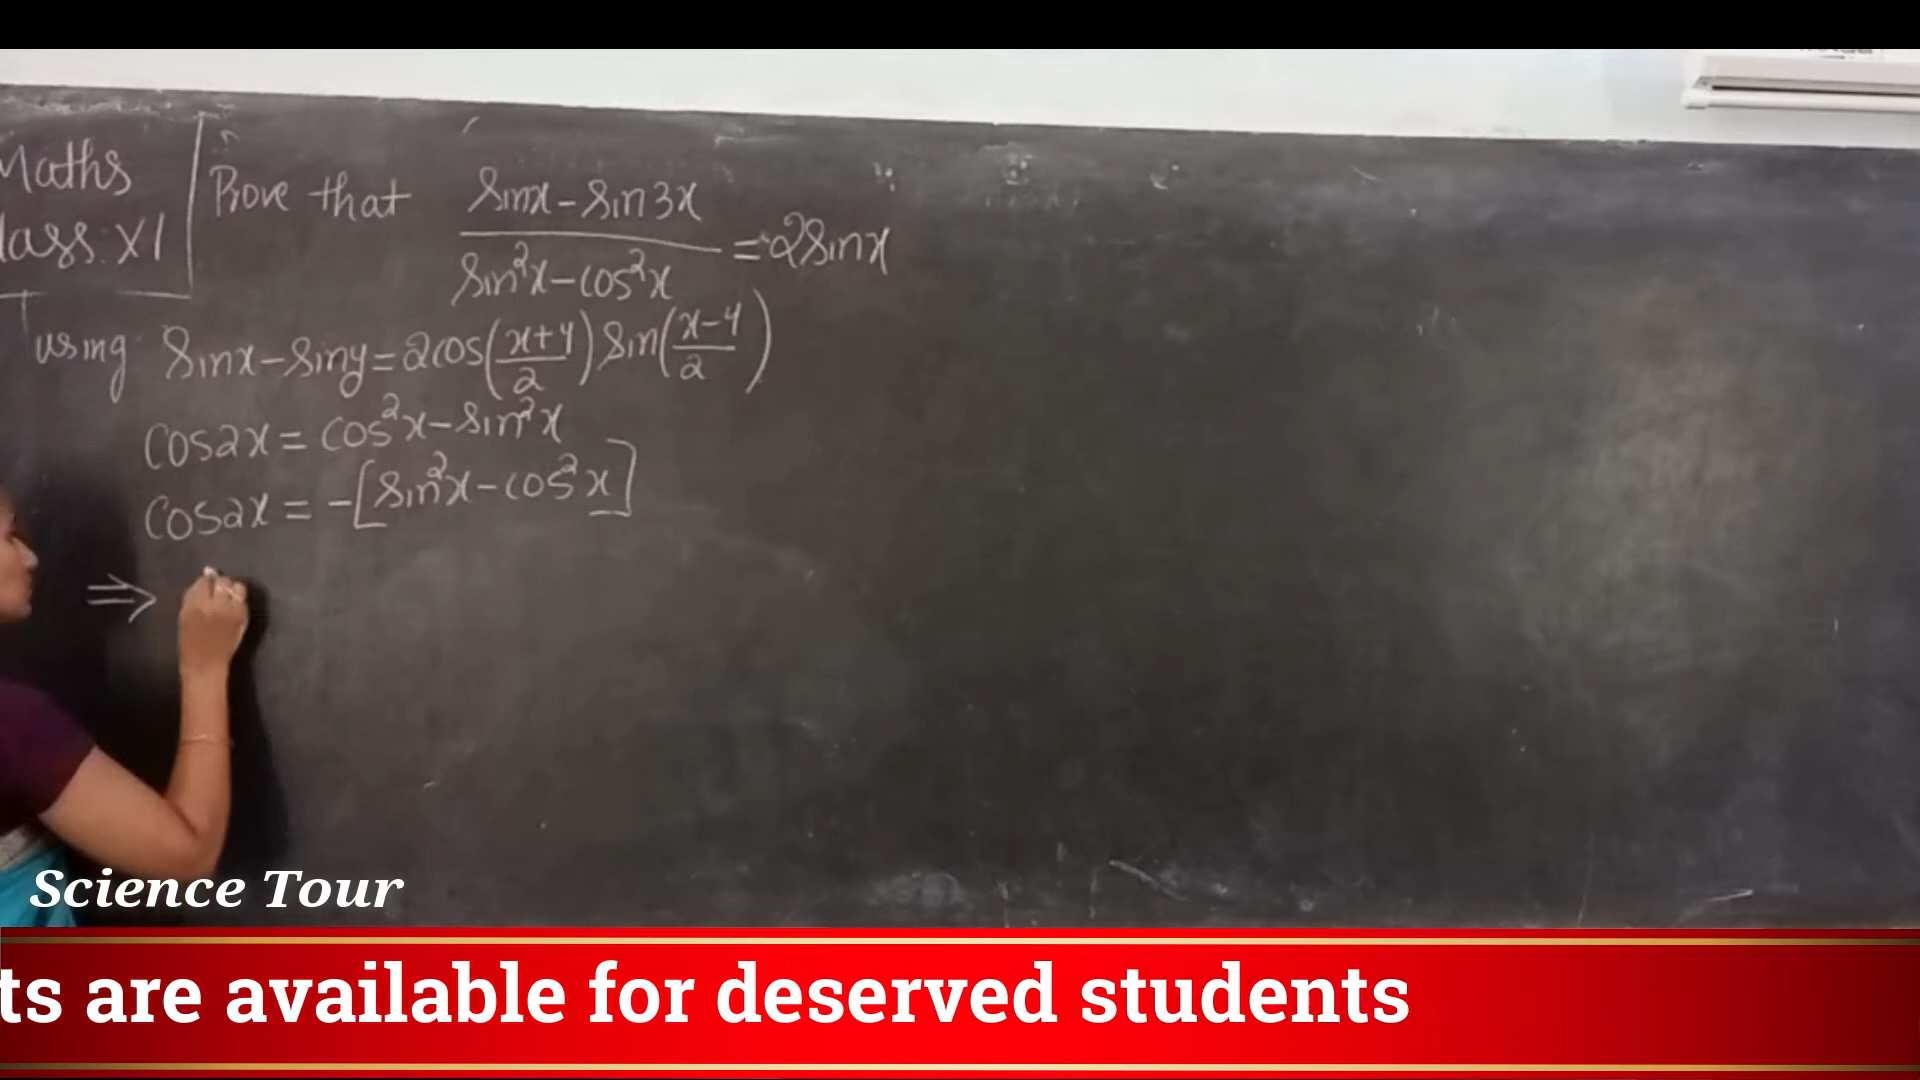 Maths
lass: XI
Prove that sinx-sin3x / sin²x-cos²x = 2sinx
using sinx-siny=2cos(x+y/2)sin(x-y/2)
cos2x = cos²x-sin²x
cos2x = -[sin²x-cos²x]
⇒
Science Tour
ts are available for deserved students